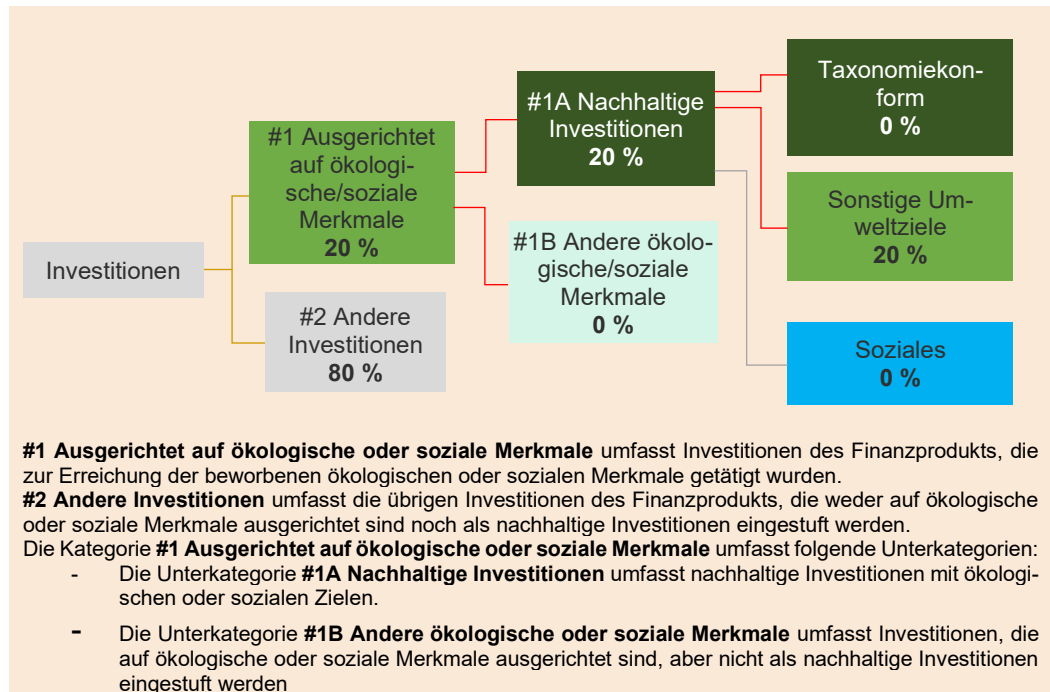 Investitionen
#1 Ausgerichtet
auf ökologi-
sche/soziale
Merkmale
20 %
#2 Andere
Investitionen
80 %
#1A Nachhaltige
Investitionen
20 %
#1B Andere ökolo-
gische/soziale
Merkmale
0 %
Taxonomiekon-
form
0 %
Sonstige Um-
weltziele
20 %
Soziales
0 %
#1 Ausgerichtet auf ökologische oder soziale Merkmale umfasst Investitionen des Finanzprodukts, die
zur Erreichung der beworbenen ökologischen oder sozialen Merkmale getätigt wurden.
#2 Andere Investitionen umfasst die übrigen Investitionen des Finanzprodukts, die weder auf ökologische
oder soziale Merkmale ausgerichtet sind noch als nachhaltige Investitionen eingestuft werden.
Die Kategorie #1 Ausgerichtet auf ökologische oder soziale Merkmale umfasst folgende Unterkategorien:
- Die Unterkategorie #1A Nachhaltige Investitionen umfasst nachhaltige Investitionen mit ökologi-
schen oder sozialen Zielen.
- Die Unterkategorie #1B Andere ökologische oder soziale Merkmale umfasst Investitionen, die
auf ökologische oder soziale Merkmale ausgerichtet sind, aber nicht als nachhaltige Investitionen
eingestuft werden